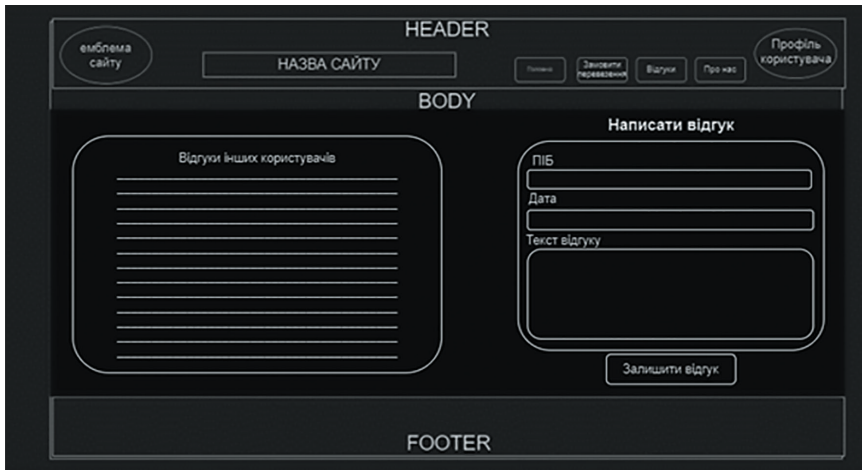 HEADER
емблема
сайту
НАЗВА САЙТУ
Головна
Замовити
перевезення
Відгуки
Про нас
Профіль
користувача
BODY
Відгуки інших користувачів
Написати відгук
ПІБ
Дата
Текст відгуку
Залишити відгук
FOOTER